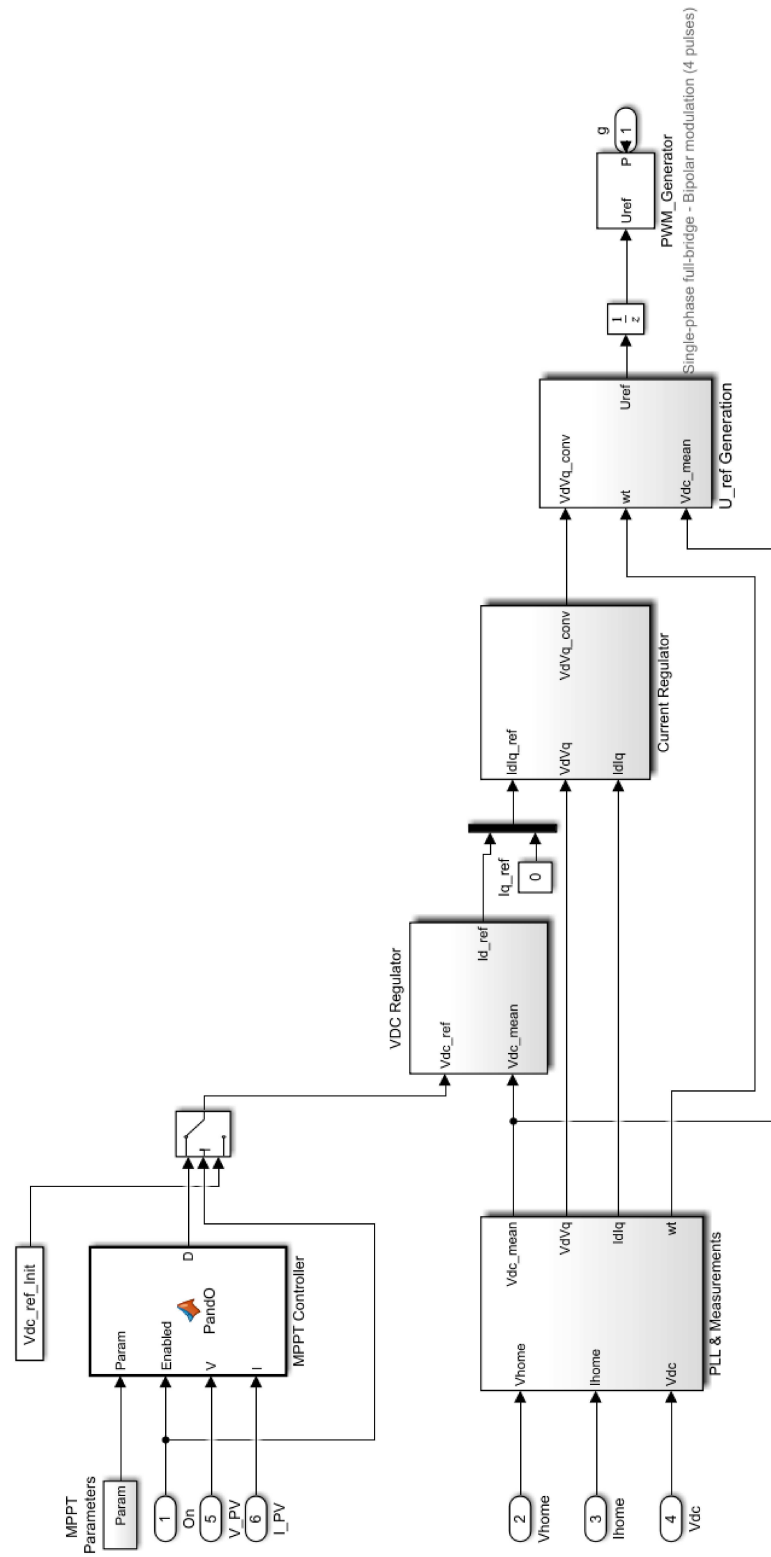 Vdc_ref_Init
MPPT
Parameters
Param
1
On
5
V_PV
6
I_PV
Param
Enabled
V
I
PandO
D
MPPT Controller
2
Vhome
3
Ihome
4
Vdc
Vhome
Ihome
Vdc
Vdc_mean
VdVq
IdIq
wt
PLL & Measurements
VDC Regulator
Vdc_ref
Vdc_mean
Id_ref
Iq_ref
0
IdIq_ref
VdVq
IdIq
VdVq_conv
Current Regulator
VdVq_conv
wt
Vdc_mean
Uref
U_ref Generation
1
z
Uref
P
PWM_Generator
g
1
Single-phase full-bridge - Bipolar modulation (4 pulses)